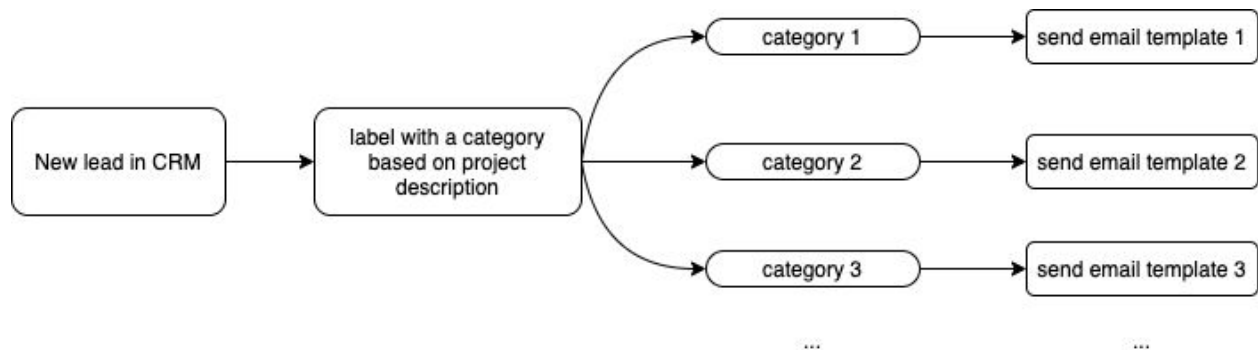 New lead in CRM
label with a category
based on project
description
category 1
send email template 1
category 2
send email template 2
category 3
send email template 3
...
...